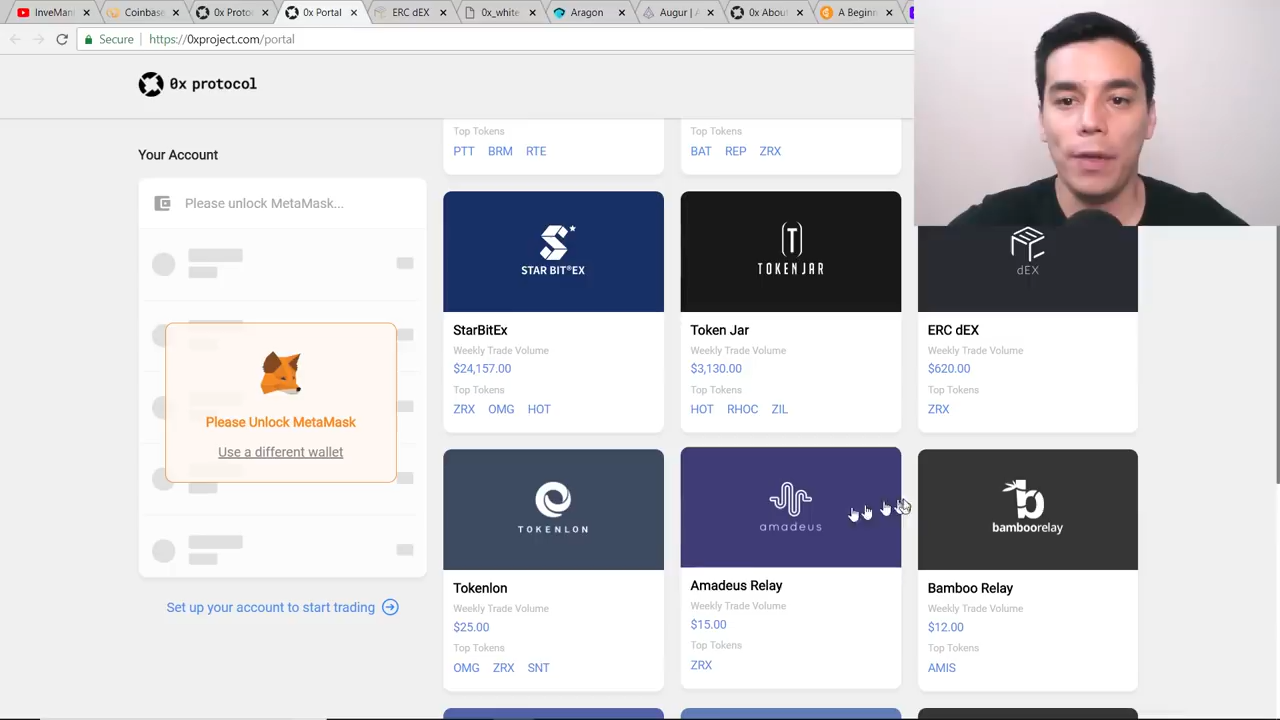 InveMan
Coinbas
0x Proto
0x Portal
ERC dEX
0x_white
Aragon
Augur | A
0x Abou
A Beginn
Secure
https://0xproject.com/portal
0x protocol
Your Account
Please unlock MetaMask...
Please Unlock MetaMask
Use a different wallet
Set up your account to start trading
Top Tokens
PTT BRM RTE
Top Tokens
BAT REP ZRX
STAR BIT®EX
StarBitEx
Weekly Trade Volume
$24,157.00
Top Tokens
ZRX OMG HOT
TOKENJAR
Token Jar
Weekly Trade Volume
$3,130.00
Top Tokens
HOT RHOC ZIL
dEX
ERC dEX
Weekly Trade Volume
$620.00
Top Tokens
ZRX
TOKENLON
Tokenlon
Weekly Trade Volume
$25.00
Top Tokens
OMG ZRX SNT
amadeus
Amadeus Relay
Weekly Trade Volume
$15.00
Top Tokens
ZRX
bamboorelay
Bamboo Relay
Weekly Trade Volume
$12.00
Top Tokens
AMIS